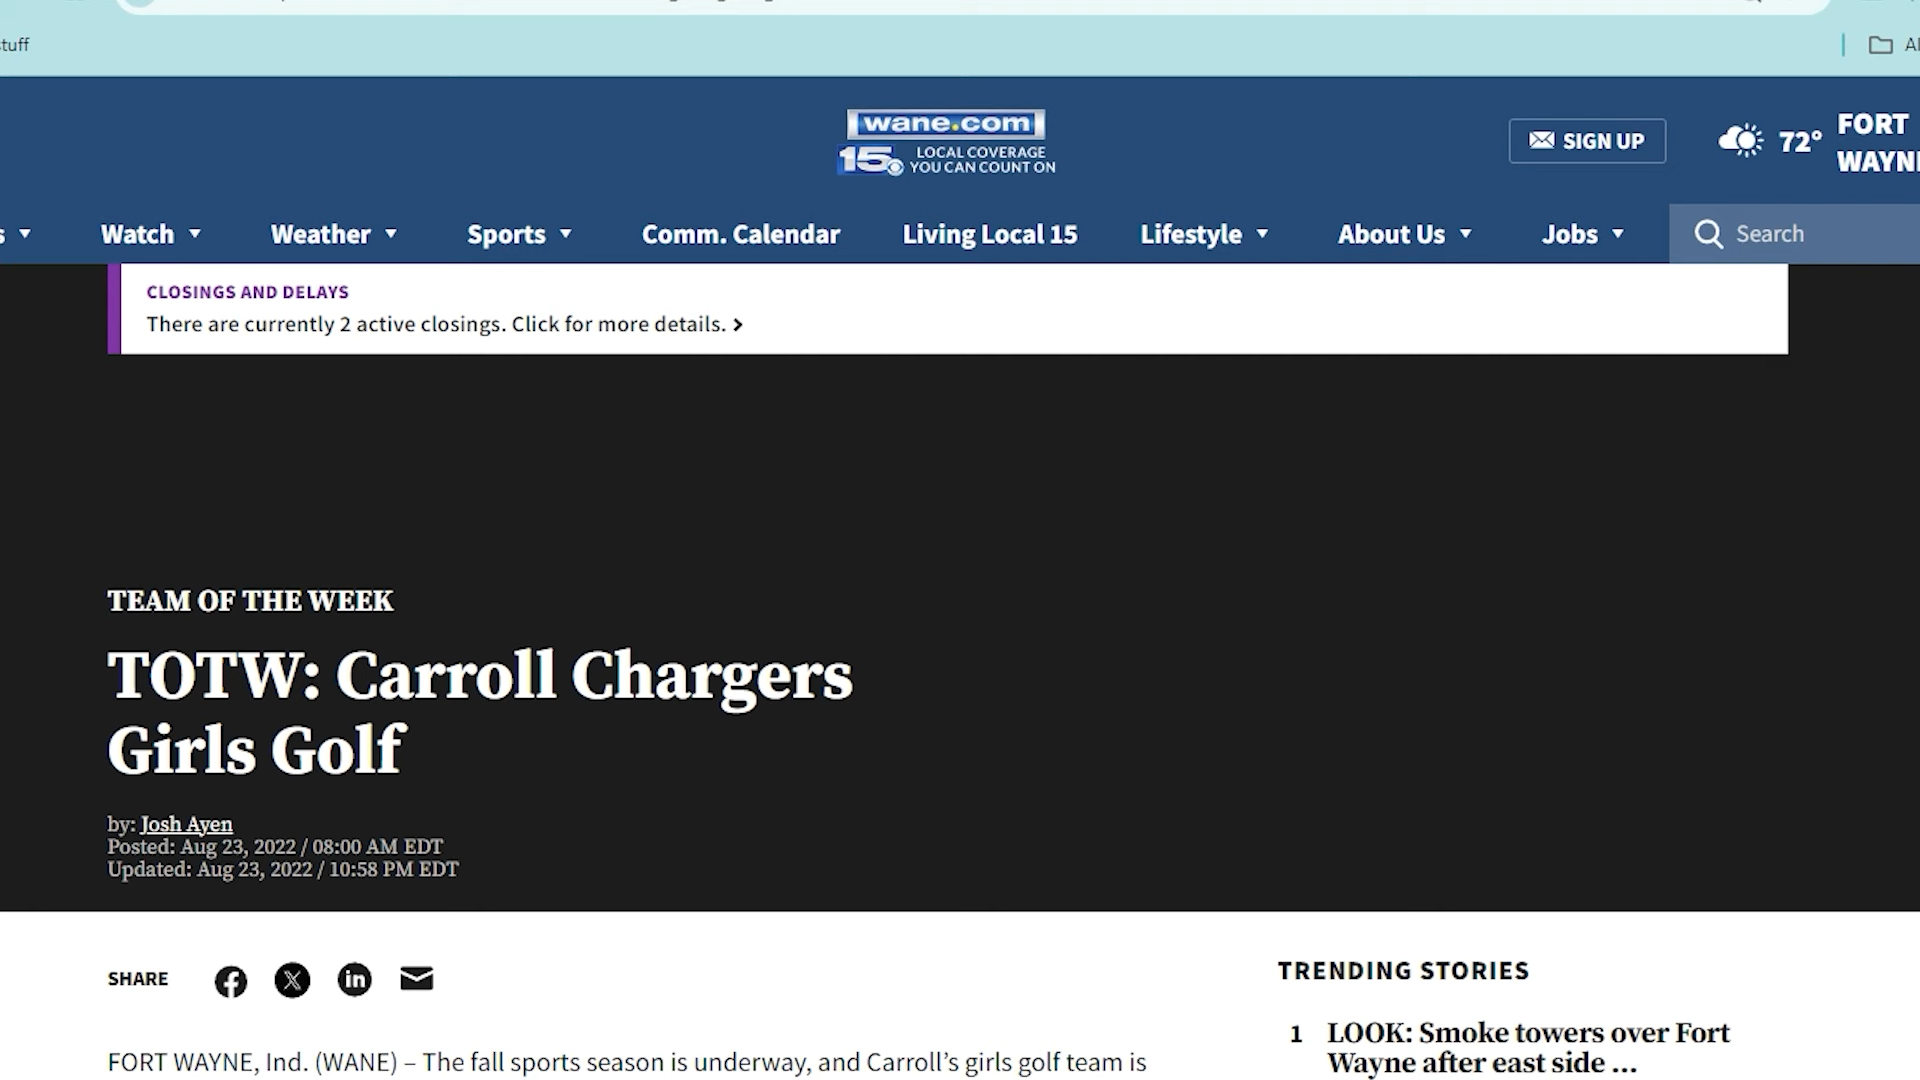 tuff
wane.com
15 LOCAL COVERAGE
YOU CAN COUNT ON
SIGN UP
72°
FORT
WAYNE
Watch
Weather
Sports
Comm. Calendar
Living Local 15
Lifestyle
About Us
Jobs
Search
CLOSINGS AND DELAYS
There are currently 2 active closings. Click for more details.
TEAM OF THE WEEK
TOTW: Carroll Chargers
Girls Golf
by: Josh Ayen
Posted: Aug 23, 2022 / 08:00 AM EDT
Updated: Aug 23, 2022 / 10:58 PM EDT
SHARE
TRENDING STORIES
1 LOOK: Smoke towers over Fort
Wayne after east side ...
FORT WAYNE, Ind. (WANE) – The fall sports season is underway, and Carroll’s girls golf team is